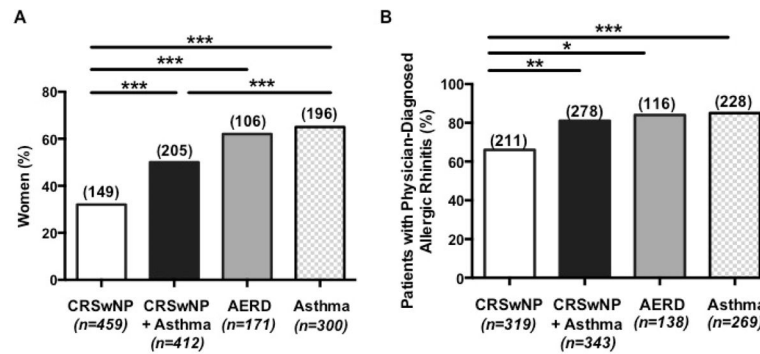 A
***
***
*** ***
Women (%)
80
60
40
20
0
(149)
(205)
(106)
(196)
CRSwNP
(n=459)
CRSwNP
+ Asthma
(n=412)
AERD
(n=171)
Asthma
(n=300)
B
***
*
**
Patients with Physician-Diagnosed
Allergic Rhinitis (%)
100
80
60
40
20
0
(211)
(278)
(116)
(228)
CRSwNP
(n=319)
CRSwNP
+ Asthma
(n=343)
AERD
(n=138)
Asthma
(n=269)